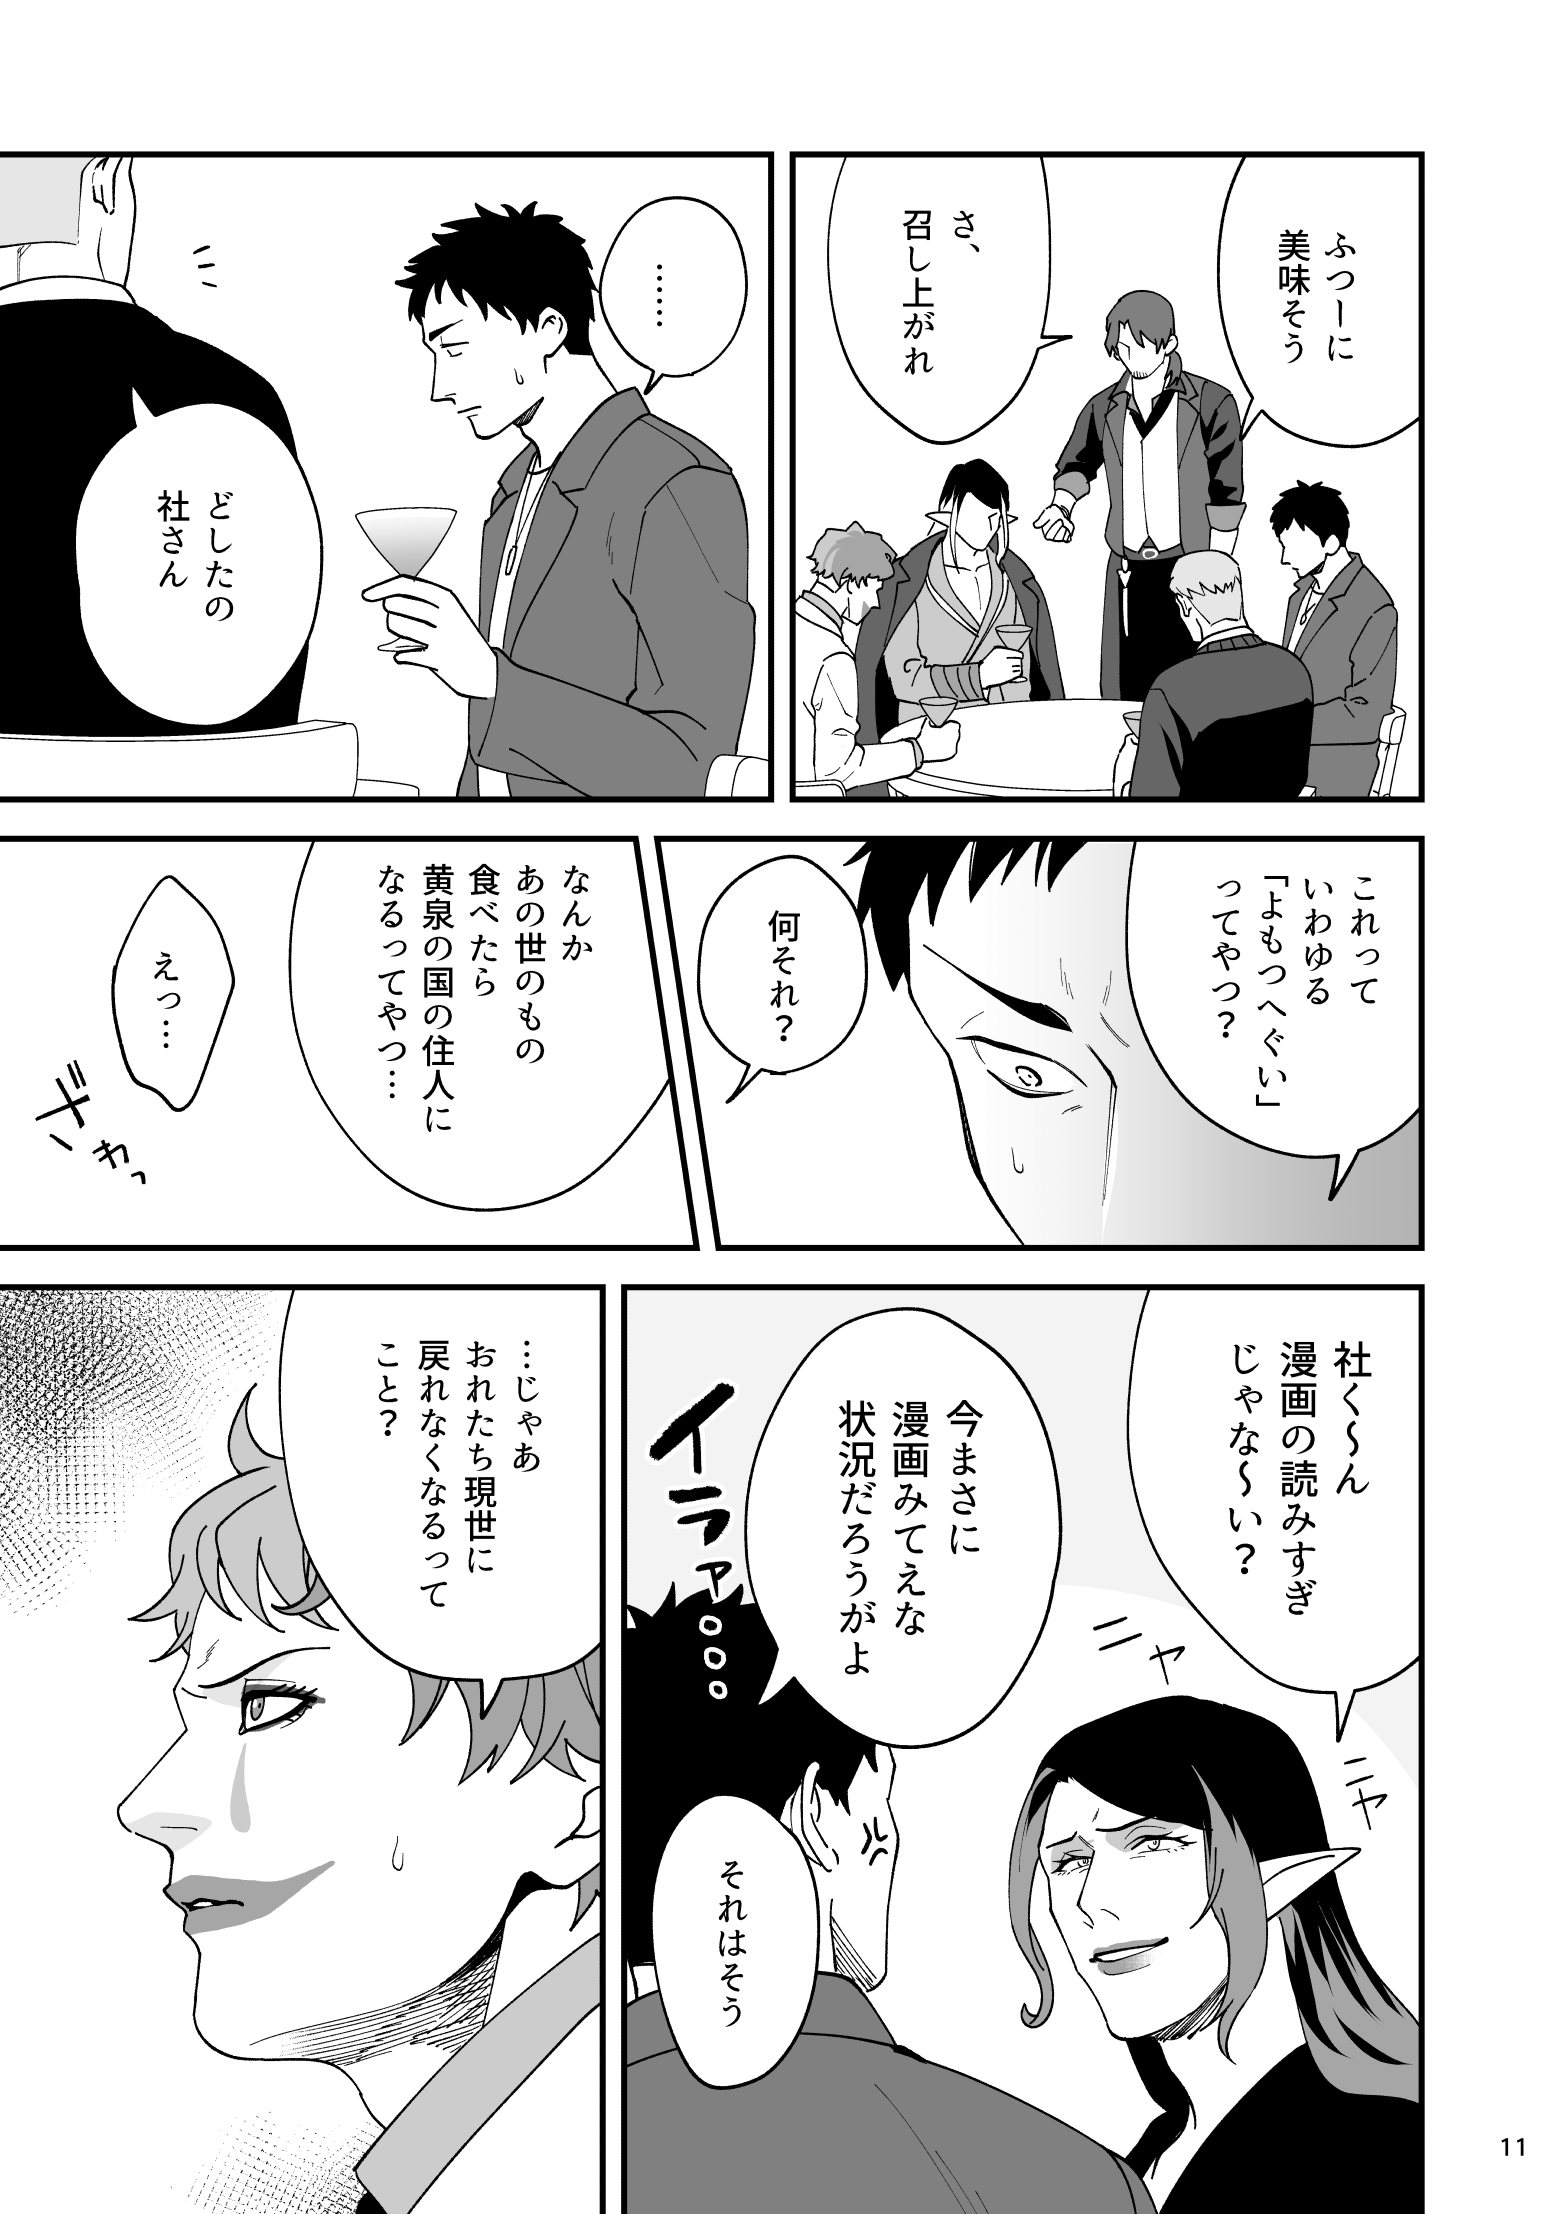 ふつーに
美味そう
さ、
召し上がれ
……
どしたの
社さん
これって
いわゆる
「よもつへぐい」
ってやつ？
何それ？
なんか
あの世のもの
食べたら
黄泉の国の住人に
なるってやつ…
えっ…
ざわっ
社く～ん
漫画の読みすぎ
じゃな～い？
ニヤ
ニヤ
今まさに
漫画みてえな
状況だろうがよ
イラァ…
それはそう
…じゃあ
おれたち現世に
戻れなくなるって
こと？
11